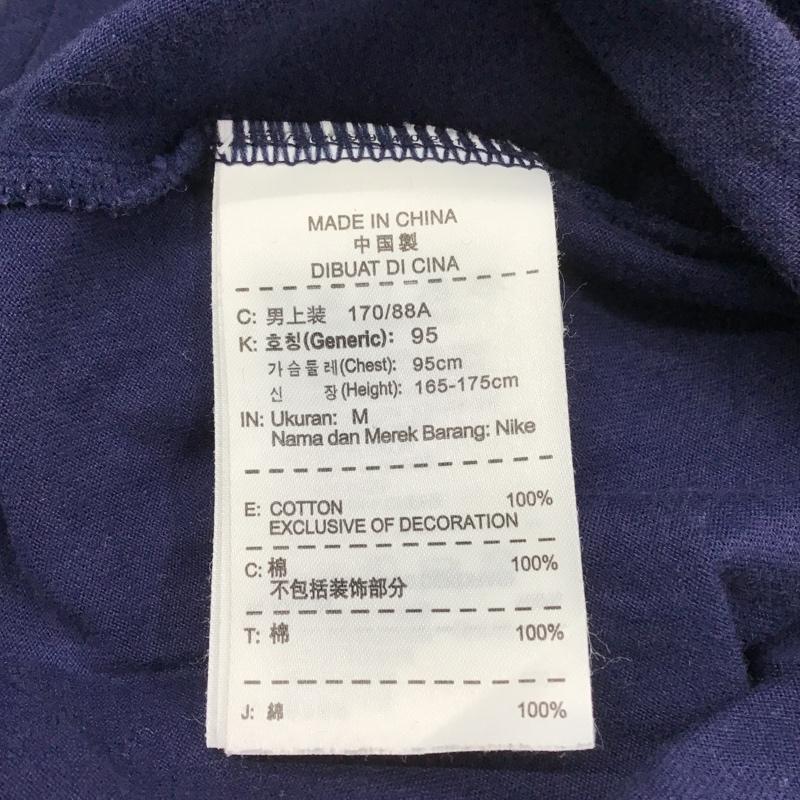 MADE IN CHINA
中国製
DIBUAT DI CINA
C: 男上装 170/88A
K: 호칭(Generic): 95
가슴둘레(Chest): 95cm
신 장(Height): 165-175cm
IN: Ukuran: M
Nama dan Merek Barang: Nike
E: COTTON 100%
EXCLUSIVE OF DECORATION
C: 棉 100%
不包括装饰部分
T: 棉 100%
J: 綿 100%